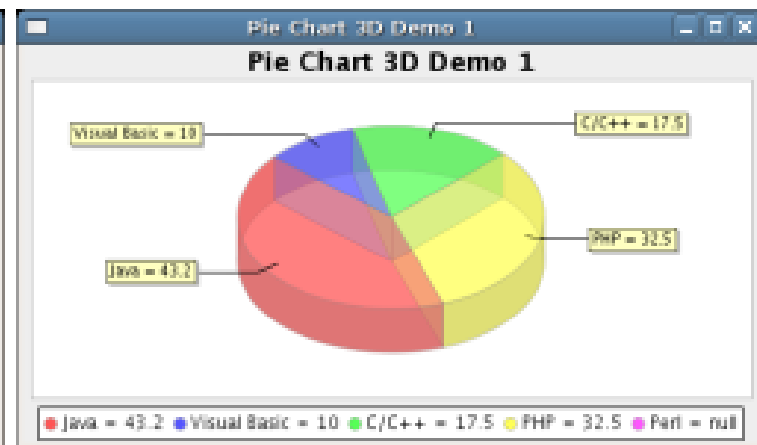 Pie Chart 3D Demo 1
Pie Chart 3D Demo 1
Visual Basic = 10
C/C++ = 17.5
PHP = 32.5
Java = 43.2
Java = 43.2 Visual Basic = 10 C/C++ = 17.5 PHP = 32.5 Perl = null